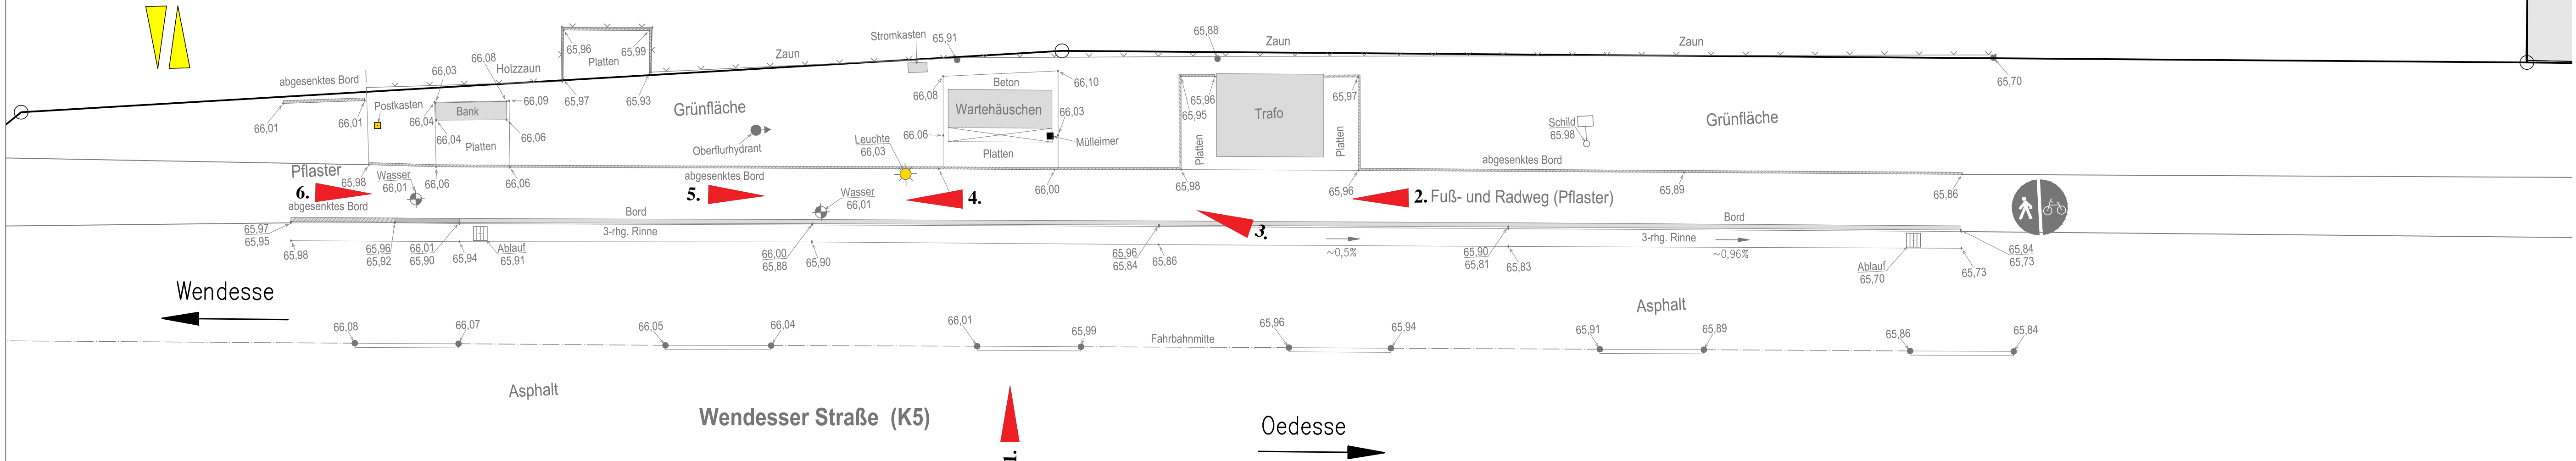 65,96
65,99
Platten
Zaun
Stromkasten
65,91
65,88
Zaun
Zaun
65,70
abgesenktes Bord
Holzzaun
66,03
66,08
66,09
65,97
65,93
66,01
66,01
Postkasten
66,04
Bank
66,04
66,06
Platten
Grünfläche
Oberflurhydrant
Leuchte
66,03
66,08
Beton
66,10
Wartehäuschen
66,03
66,06
Mülleimer
Platten
65,96
65,95
Platten
Trafo
65,97
Platten
Schild
65,98
Grünfläche
Pflaster
65,98
Wasser
66,01
66,06
66,06
abgesenktes Bord
66,00
65,98
65,96
abgesenktes Bord
65,89
65,86
6.
5.
Wasser
66,01
4.
2. Fuß- und Radweg (Pflaster)
3.
abgesenktes Bord
Bord
3-rhg. Rinne
Bord
3-rhg. Rinne
65,97
65,95
65,98
65,96
65,92
66,01
65,90
65,94
Ablauf
65,91
66,00
65,88
65,90
65,96
65,84
65,86
~0,5%
65,90
65,81
65,83
~0,96%
Ablauf
65,70
65,84
65,73
65,73
Wendesse
Asphalt
66,08
66,07
66,05
66,04
66,01
65,99
Fahrbahnmitte
65,96
65,94
65,91
65,89
65,86
65,84
Asphalt
Wendesser Straße (K5)
1.
Oedesse